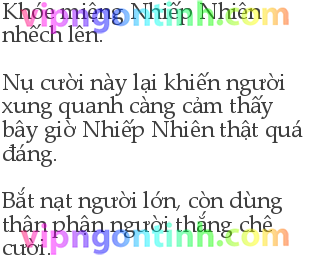 vipngontinh.com
Khóe miệng Nhiếp Nhiên
nhếch lên.
Nụ cười này lại khiến người
xung quanh càng cảm thấy
bây giờ Nhiếp Nhiên thật quá
đáng.
Bắt nạt người lớn, còn dùng
thân phận người thắng chê
cười.
vipngontinh.com